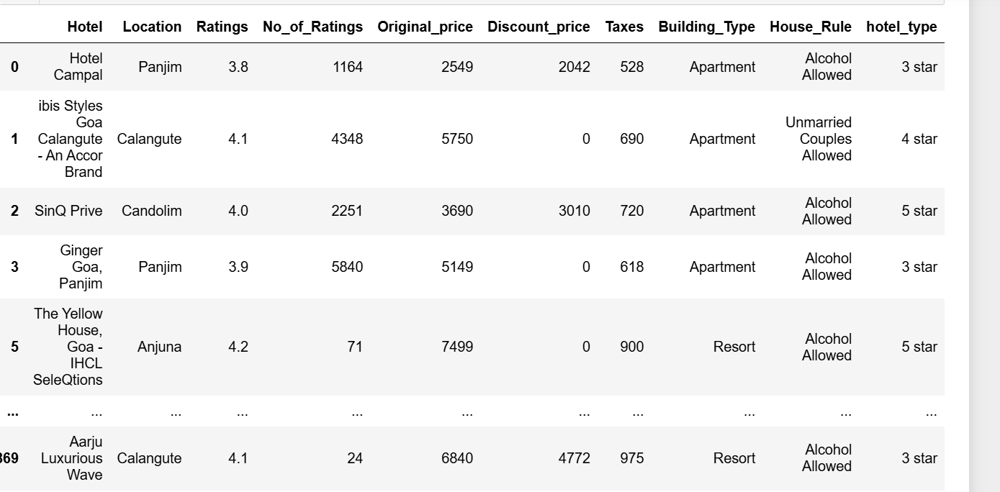 Hotel Location Ratings No_of_Ratings Original_price Discount_price Taxes Building_Type House_Rule hotel_type
0 Hotel Campal Panjim 3.8 1164 2549 2042 528 Apartment Alcohol Allowed 3 star
1 ibis Styles Goa Calangute - An Accor Brand Calangute 4.1 4348 5750 0 690 Apartment Unmarried Couples Allowed 4 star
2 SinQ Prive Candolim 4.0 2251 3690 3010 720 Apartment Alcohol Allowed 5 star
3 Ginger Goa, Panjim Panjim 3.9 5840 5149 0 618 Apartment Alcohol Allowed 3 star
5 The Yellow House, Goa - IHCL SeleQtions Anjuna 4.2 71 7499 0 900 Resort Alcohol Allowed 5 star
... ... ... ... ... ... ... ... ... ... ...
69 Aarju Luxurious Wave Calangute 4.1 24 6840 4772 975 Resort Alcohol Allowed 3 star